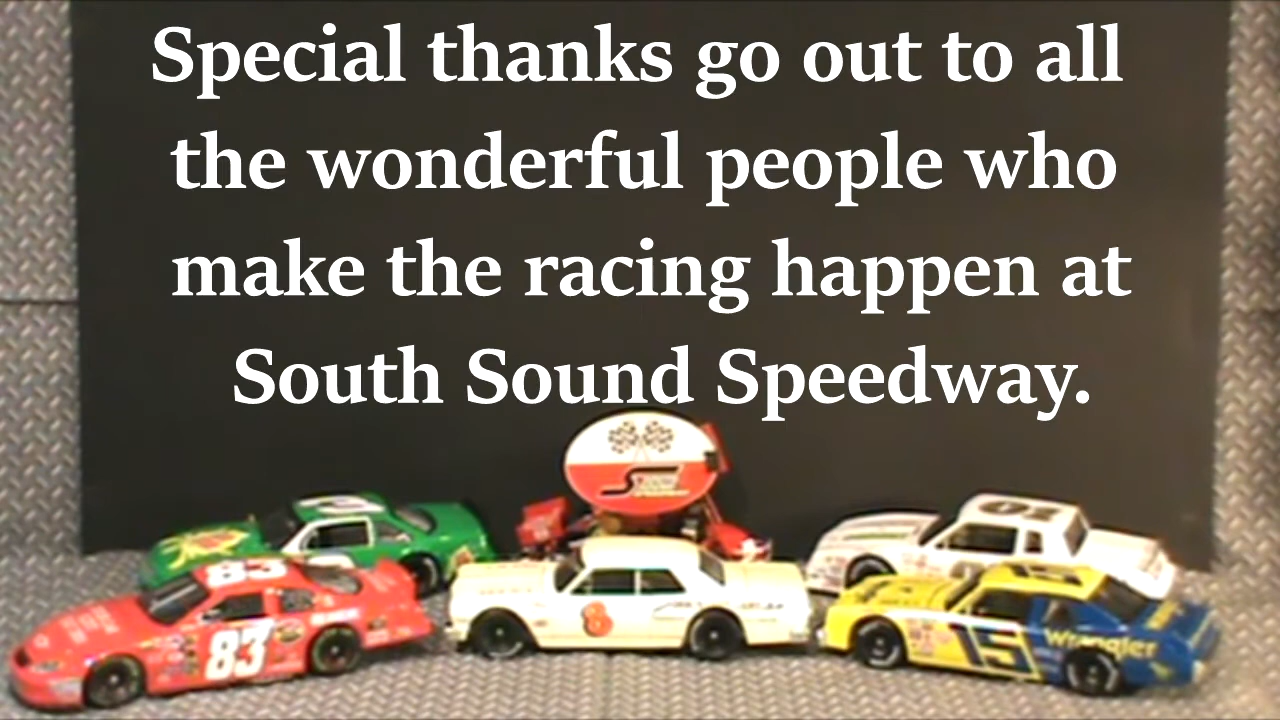 Special thanks go out to all
the wonderful people who
make the racing happen at
South Sound Speedway.
83
83
8
02
15
Wrangler